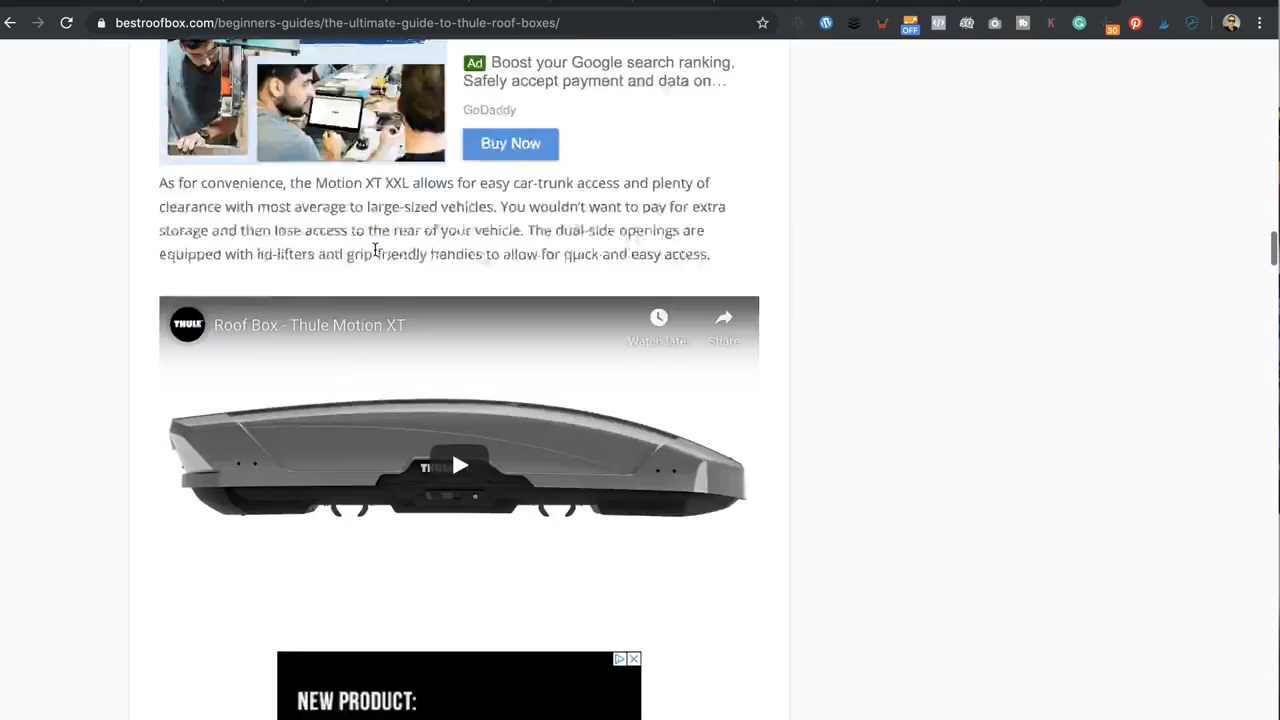 bestroofbox.com/beginners-guides/the-ultimate-guide-to-thule-roof-boxes/
OFF
30
Ad Boost your Google search ranking.
Safely accept payment and data on...
GoDaddy
Buy Now
As for convenience, the Motion XT XXL allows for easy car-trunk access and plenty of
clearance with most average to large-sized vehicles. You wouldn't want to pay for extra
storage and then lose access to the rear of your vehicle. The dual-side openings are
equipped with lid-lifters and grip-friendly handles to allow for quick and easy access.
THULE
Roof Box - Thule Motion XT
Watch later
Share
NEW PRODUCT: